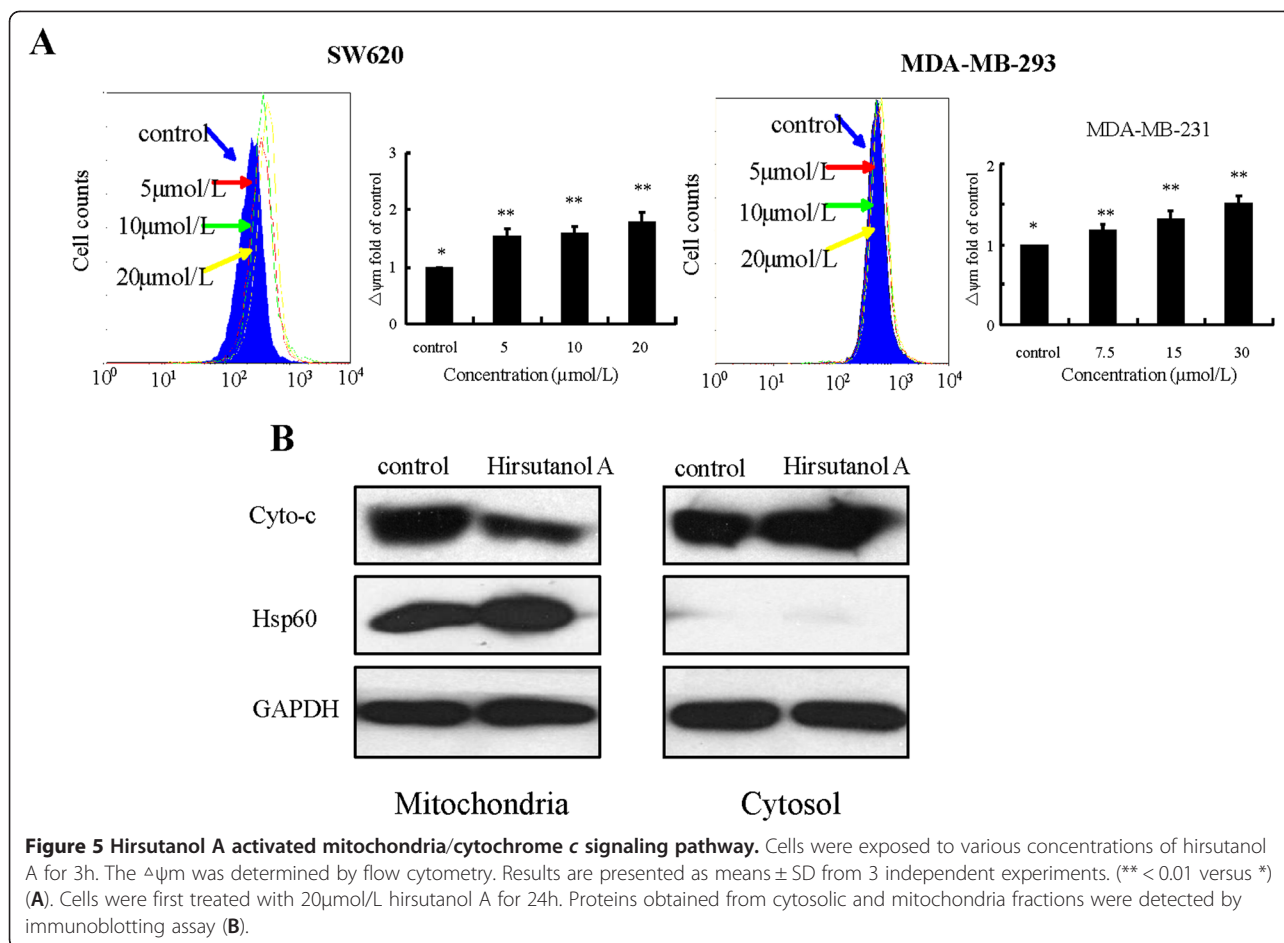 A
SW620
MDA-MB-293
Cell counts
control
5μmol/L
10μmol/L
20μmol/L
10⁰ 10¹ 10² 10³ 10⁴
△ψm fold of control
3
2
1
0
*
**
**
**
control 5 10 20
Concentration (μmol/L)
Cell counts
control
5μmol/L
10μmol/L
20μmol/L
10⁰ 10¹ 10² 10³ 10⁴
MDA-MB-231
△ψm fold of control
2
1
0
*
**
**
**
control 7.5 15 30
Concentration (μmol/L)
B
control Hirsutanol A control Hirsutanol A
Cyto-c
Hsp60
GAPDH
Mitochondria Cytosol
Figure 5 Hirsutanol A activated mitochondria/cytochrome c signaling pathway. Cells were exposed to various concentrations of hirsutanol
A for 3h. The △ψm was determined by flow cytometry. Results are presented as means ± SD from 3 independent experiments. (** < 0.01 versus *)
(A). Cells were first treated with 20μmol/L hirsutanol A for 24h. Proteins obtained from cytosolic and mitochondria fractions were detected by
immunoblotting assay (B).